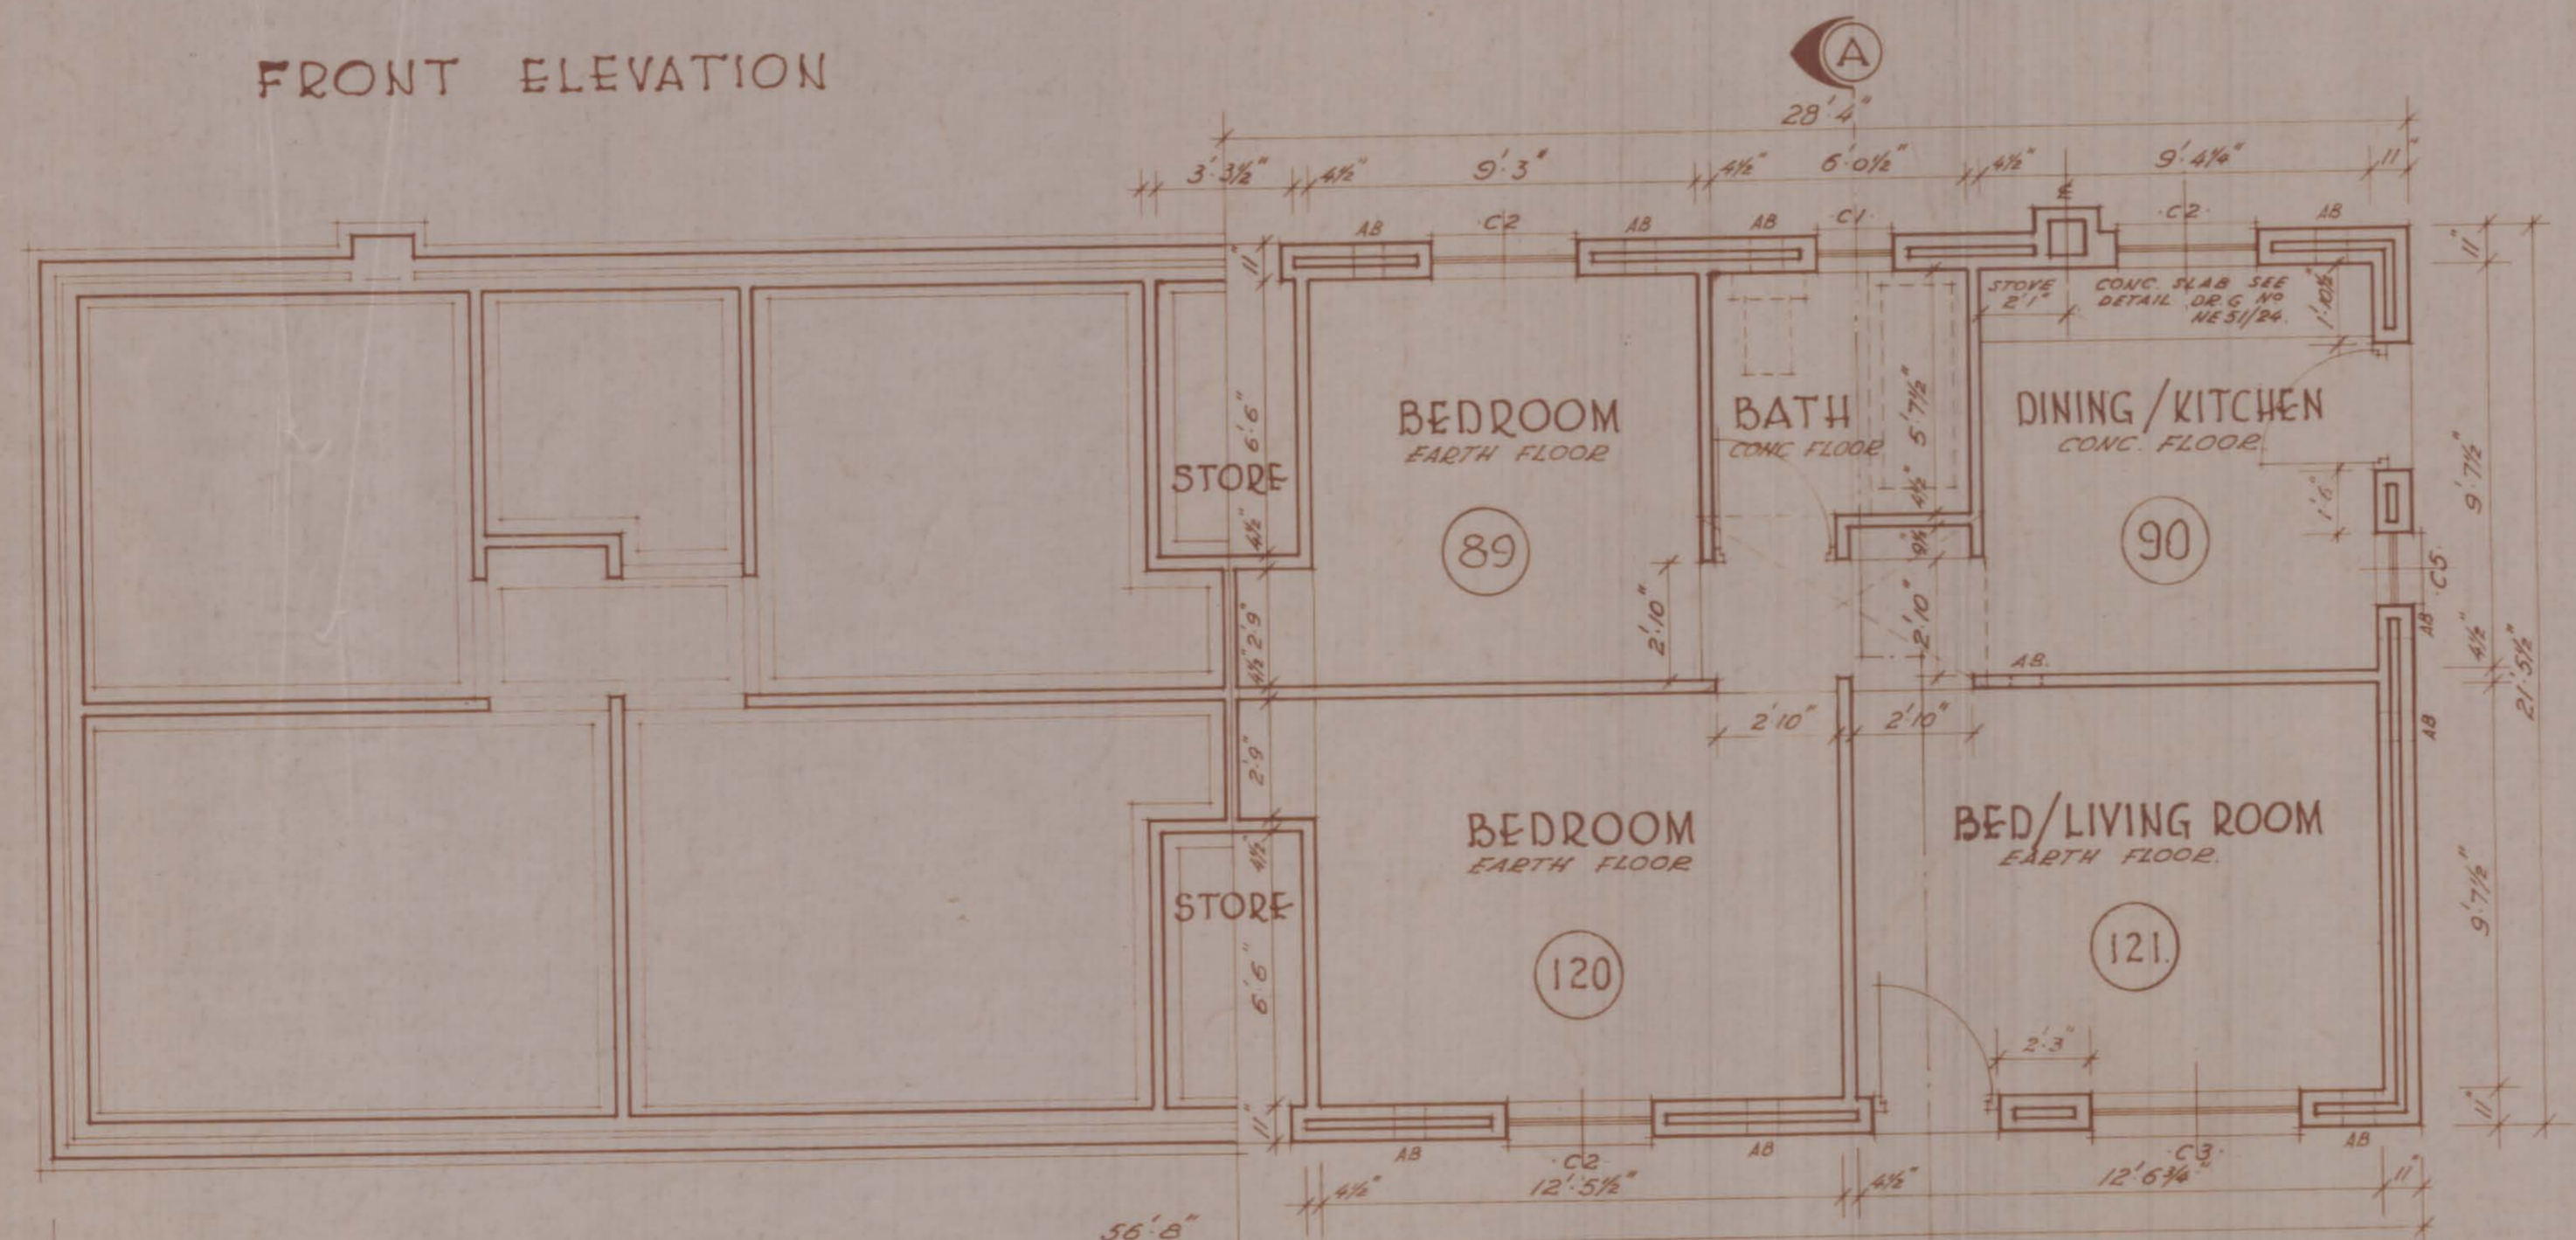 FRONT ELEVATION
A
28'·4"
3'·3½" 4½" 9'·3" 4½" 6'·0½" 4½" 9'·4¼" 11"
AB C2 AB AB C1 C2 AB
11" 11"
STOVE
2'1"
CONC. SLAB SEE
DETAIL DRG Nº
NE 51/24.
1'·10½"
BEDROOM
EARTH FLOOR
89
BATH
CONC FLOOR
5'7½"
4½"
9½"
DINING/KITCHEN
CONC. FLOOR.
90
1'·6"
9'·7½"
C5
STORE
6'·6"
4½"
2'9"
4½"
2'·10"
2'·10"
AB.
AB
4½"
21'·5½"
AB
2'10" 2'·10"
2'·9"
4½"
BEDROOM
EARTH FLOOR
120
BED/LIVING ROOM
EARTH FLOOR.
121.
9'·7½"
STORE
6'·6"
2'·3"
11" 11"
AB C2 AB C3 AB
4½" 12'·5½" 4½" 12'·6¾" 11"
56'·8"